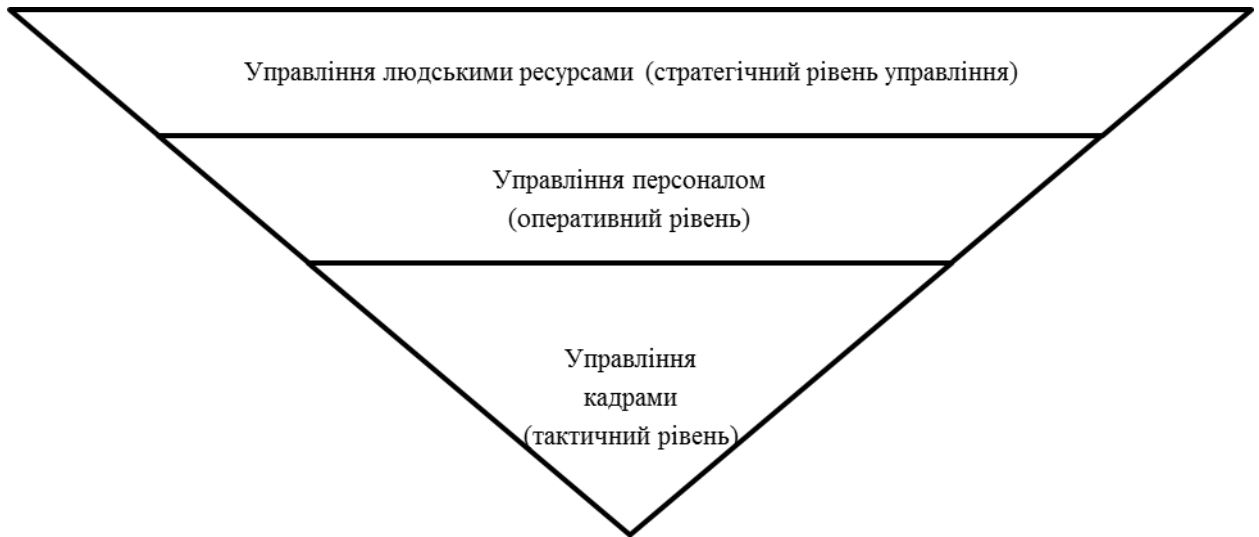 Управління людськими ресурсами (стратегічний рівень управління)
Управління персоналом
(оперативний рівень)
Управління
кадрами
(тактичний рівень)